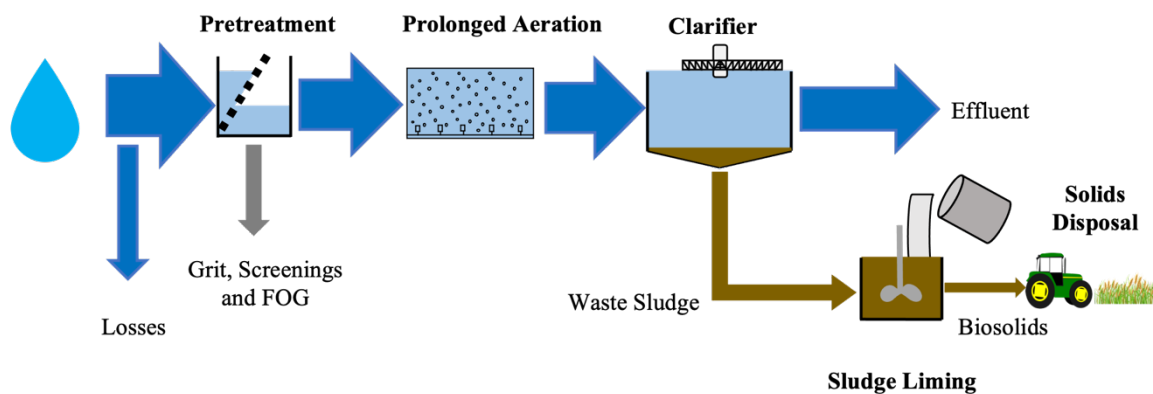 Pretreatment
Prolonged Aeration
Clarifier
Effluent
Solids
Disposal
Grit, Screenings
and FOG
Waste Sludge
Losses
Biosolids
Sludge Liming